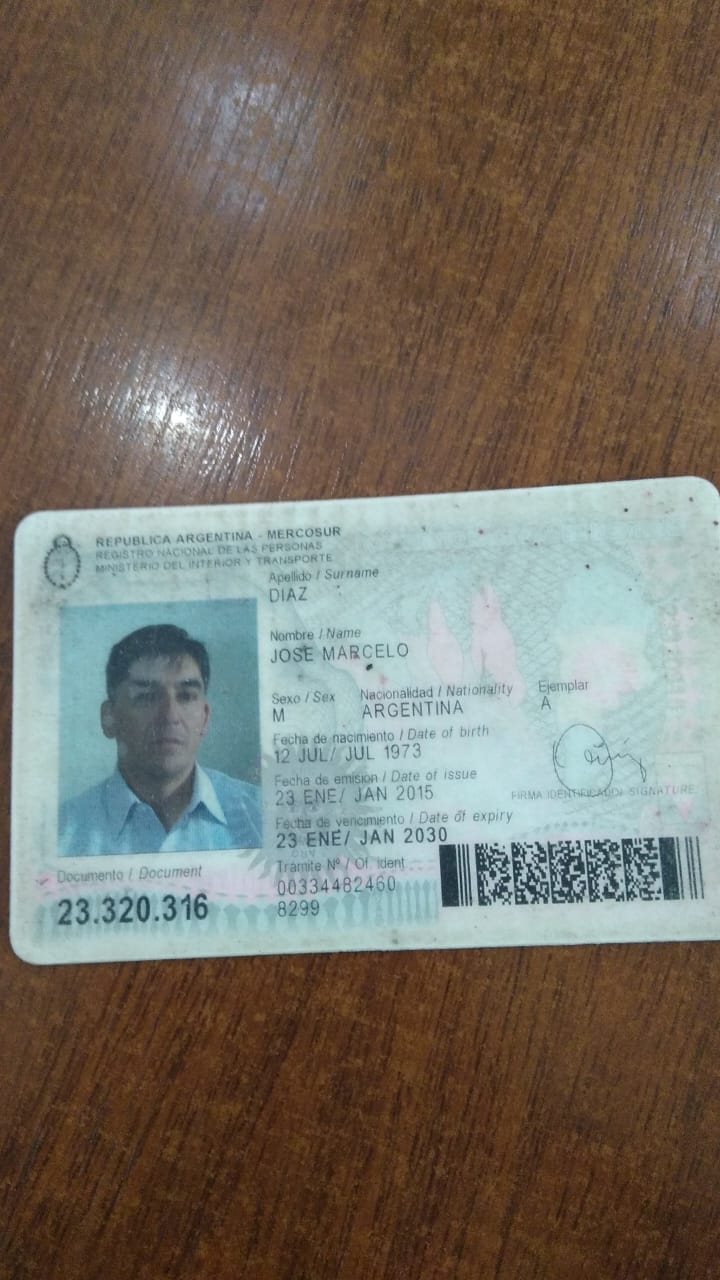 REPUBLICA ARGENTINA - MERCOSUR
REGISTRO NACIONAL DE LAS PERSONAS
MINISTERIO DEL INTERIOR Y TRANSPORTE
Apellido / Surname
DIAZ
Nombre / Name
JOSE MARCELO
Sexo / Sex Nacionalidad / Nationality Ejemplar
M ARGENTINA A
Fecha de nacimiento / Date of birth
12 JUL/ JUL 1973
Fecha de emisión / Date of issue
23 ENE/ JAN 2015
FIRMA IDENTIFICADO/ SIGNATURE
Fecha de vencimiento / Date of expiry
23 ENE/ JAN 2030
Documento / Document
23.320.316
Trámite Nº / Of. Ident
00334482460
8299